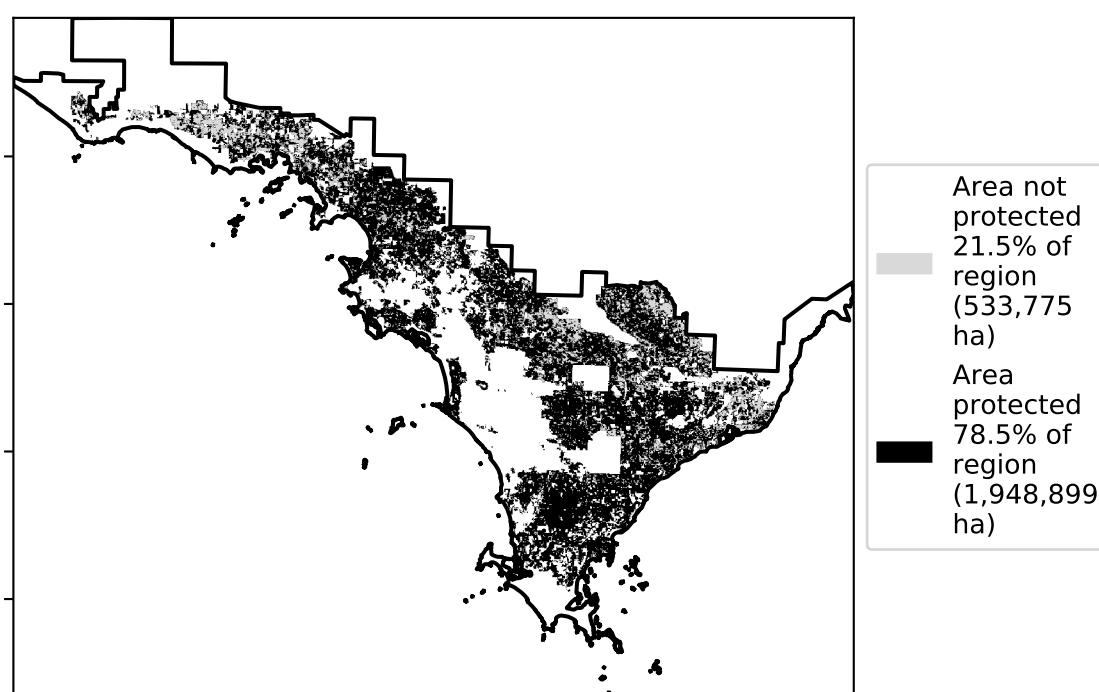 Area not
protected
21.5% of
region
(533,775
ha)
Area
protected
78.5% of
region
(1,948,899
ha)